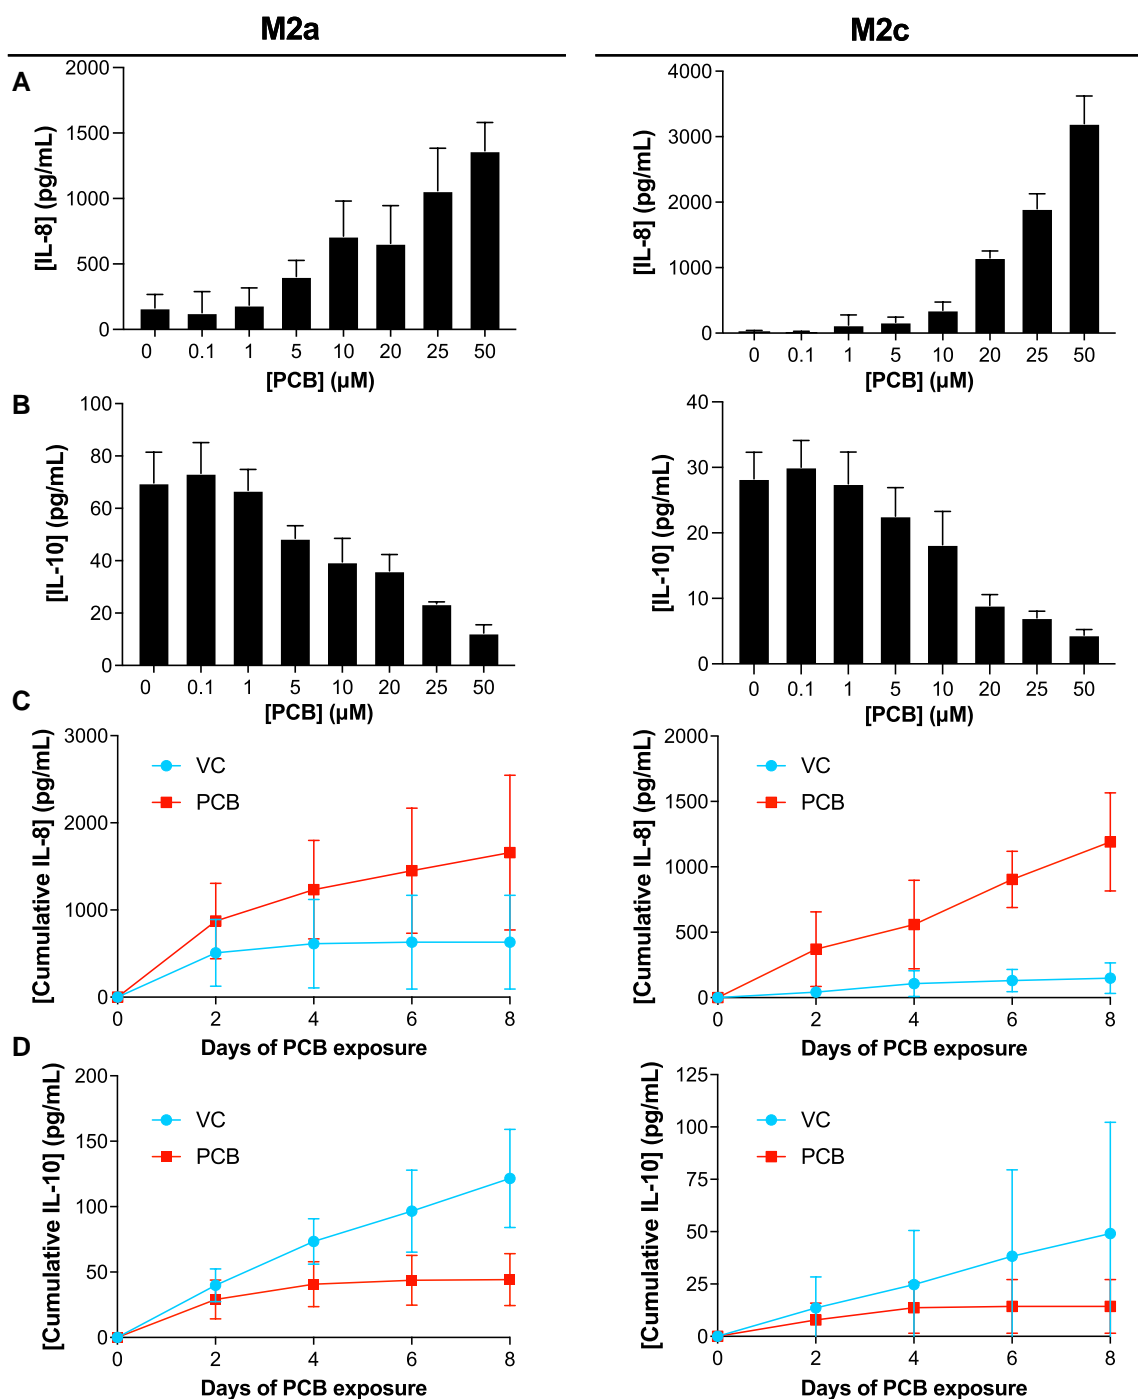 M2a
M2c
A
[IL-8] (pg/mL)
2000
1500
1000
500
0
0 0.1 1 5 10 20 25 50
[PCB] (µM)
[IL-8] (pg/mL)
4000
3000
2000
1000
0
0 0.1 1 5 10 20 25 50
[PCB] (µM)
B
[IL-10] (pg/mL)
100
80
60
40
20
0
0 0.1 1 5 10 20 25 50
[PCB] (µM)
[IL-10] (pg/mL)
40
30
20
10
0
0 0.1 1 5 10 20 25 50
[PCB] (µM)
C
[Cumulative IL-8] (pg/mL)
3000
2000
1000
0
VC
PCB
0 2 4 6 8
Days of PCB exposure
[Cumulative IL-8] (pg/mL)
2000
1500
1000
500
0
VC
PCB
0 2 4 6 8
Days of PCB exposure
D
[Cumulative IL-10] (pg/mL)
200
150
100
50
0
VC
PCB
0 2 4 6 8
Days of PCB exposure
[Cumulative IL-10] (pg/mL)
125
100
75
50
25
0
VC
PCB
0 2 4 6 8
Days of PCB exposure